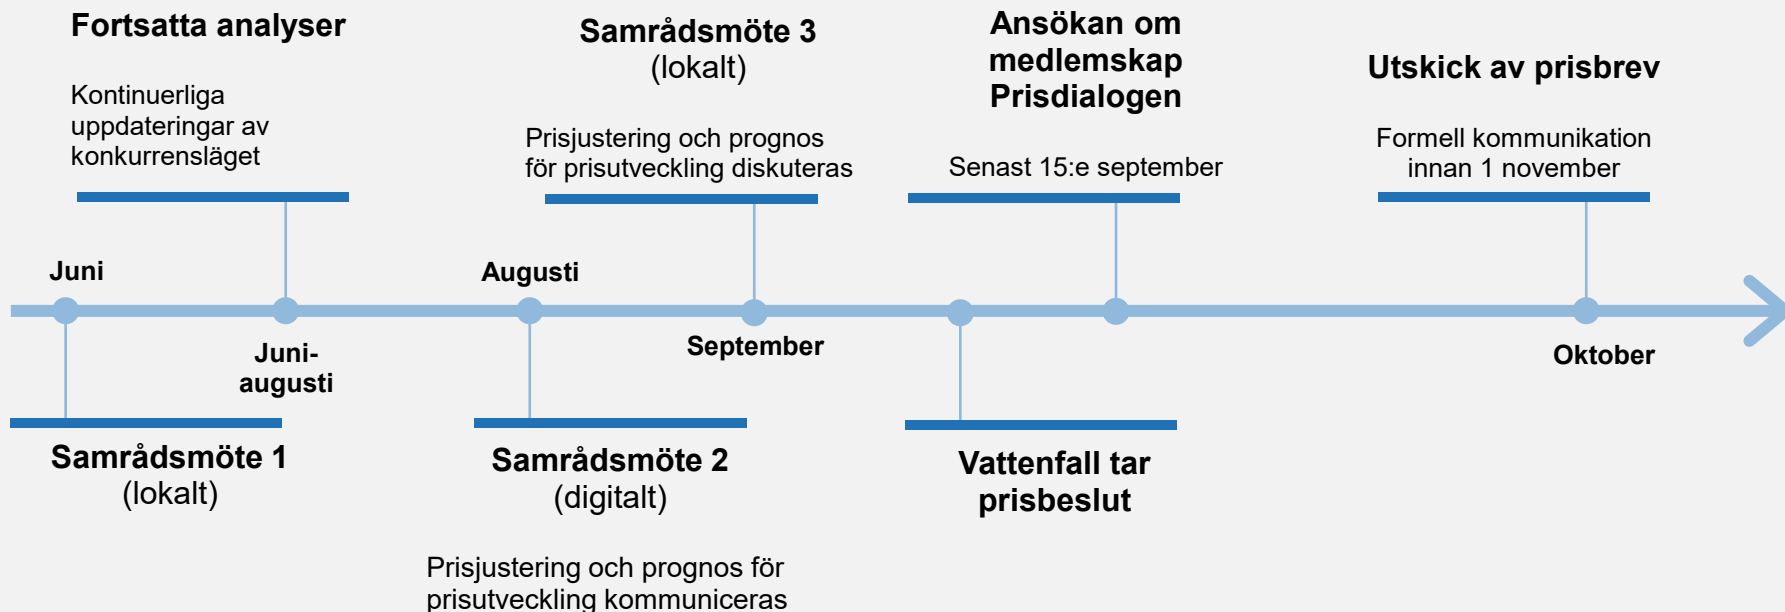 Fortsatta analyser
Kontinuerliga
uppdateringar av
konkurrensläget
Samrådsmöte 3
(lokalt)
Prisjustering och prognos
för prisutveckling diskuteras
Ansökan om
medlemskap
Prisdialogen
Senast 15:e september
Utskick av prisbrev
Formell kommunikation
innan 1 november
Juni
Juni-
augusti
Augusti
September
Oktober
Samrådsmöte 1
(lokalt)
Samrådsmöte 2
(digitalt)
Prisjustering och prognos för
prisutveckling kommuniceras
Vattenfall tar
prisbeslut